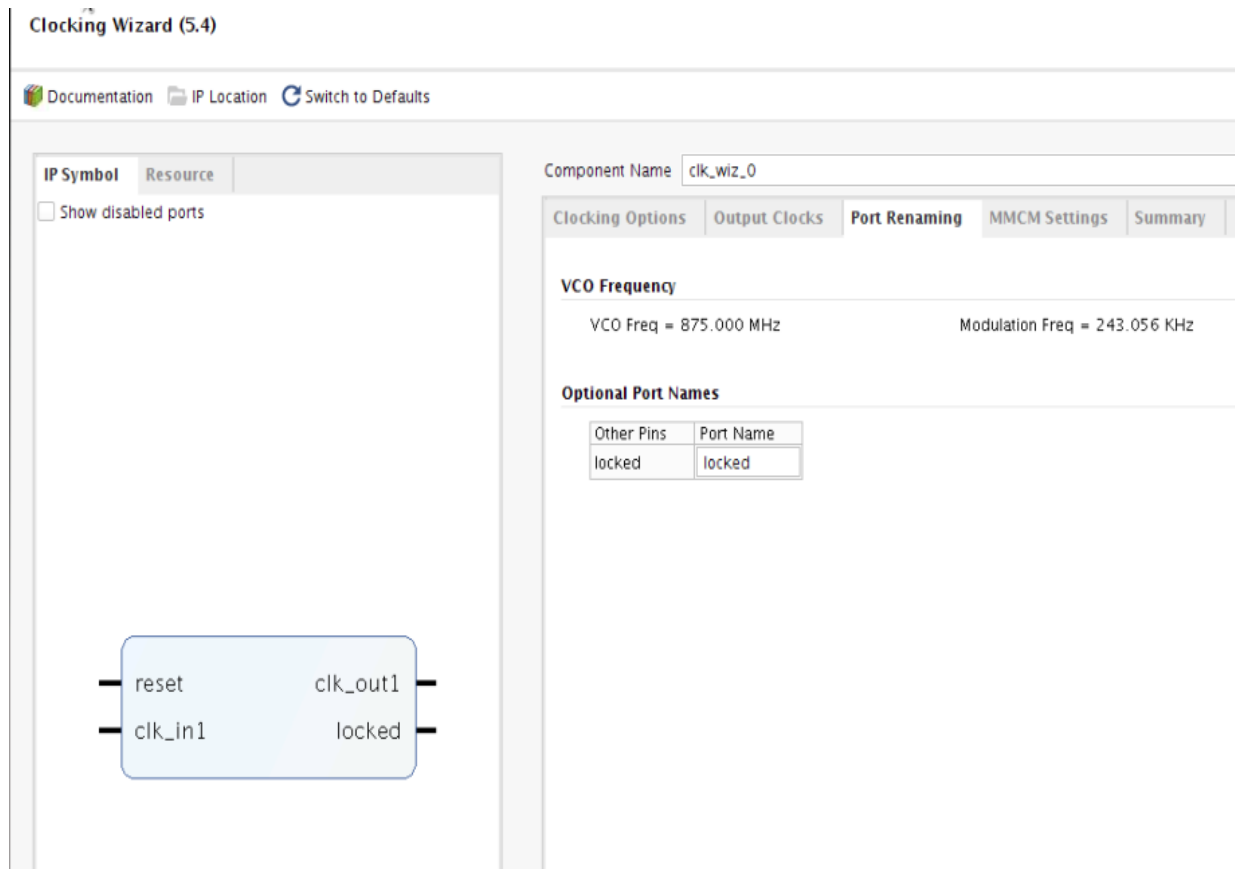 Clocking Wizard (5.4)
Documentation IP Location Switch to Defaults
IP Symbol Resource
Show disabled ports
reset clk_out1
clk_in1 locked
Component Name clk_wiz_0
Clocking Options Output Clocks Port Renaming MMCM Settings Summary
VCO Frequency
VCO Freq = 875.000 MHz Modulation Freq = 243.056 KHz
Optional Port Names
Other Pins Port Name
locked locked